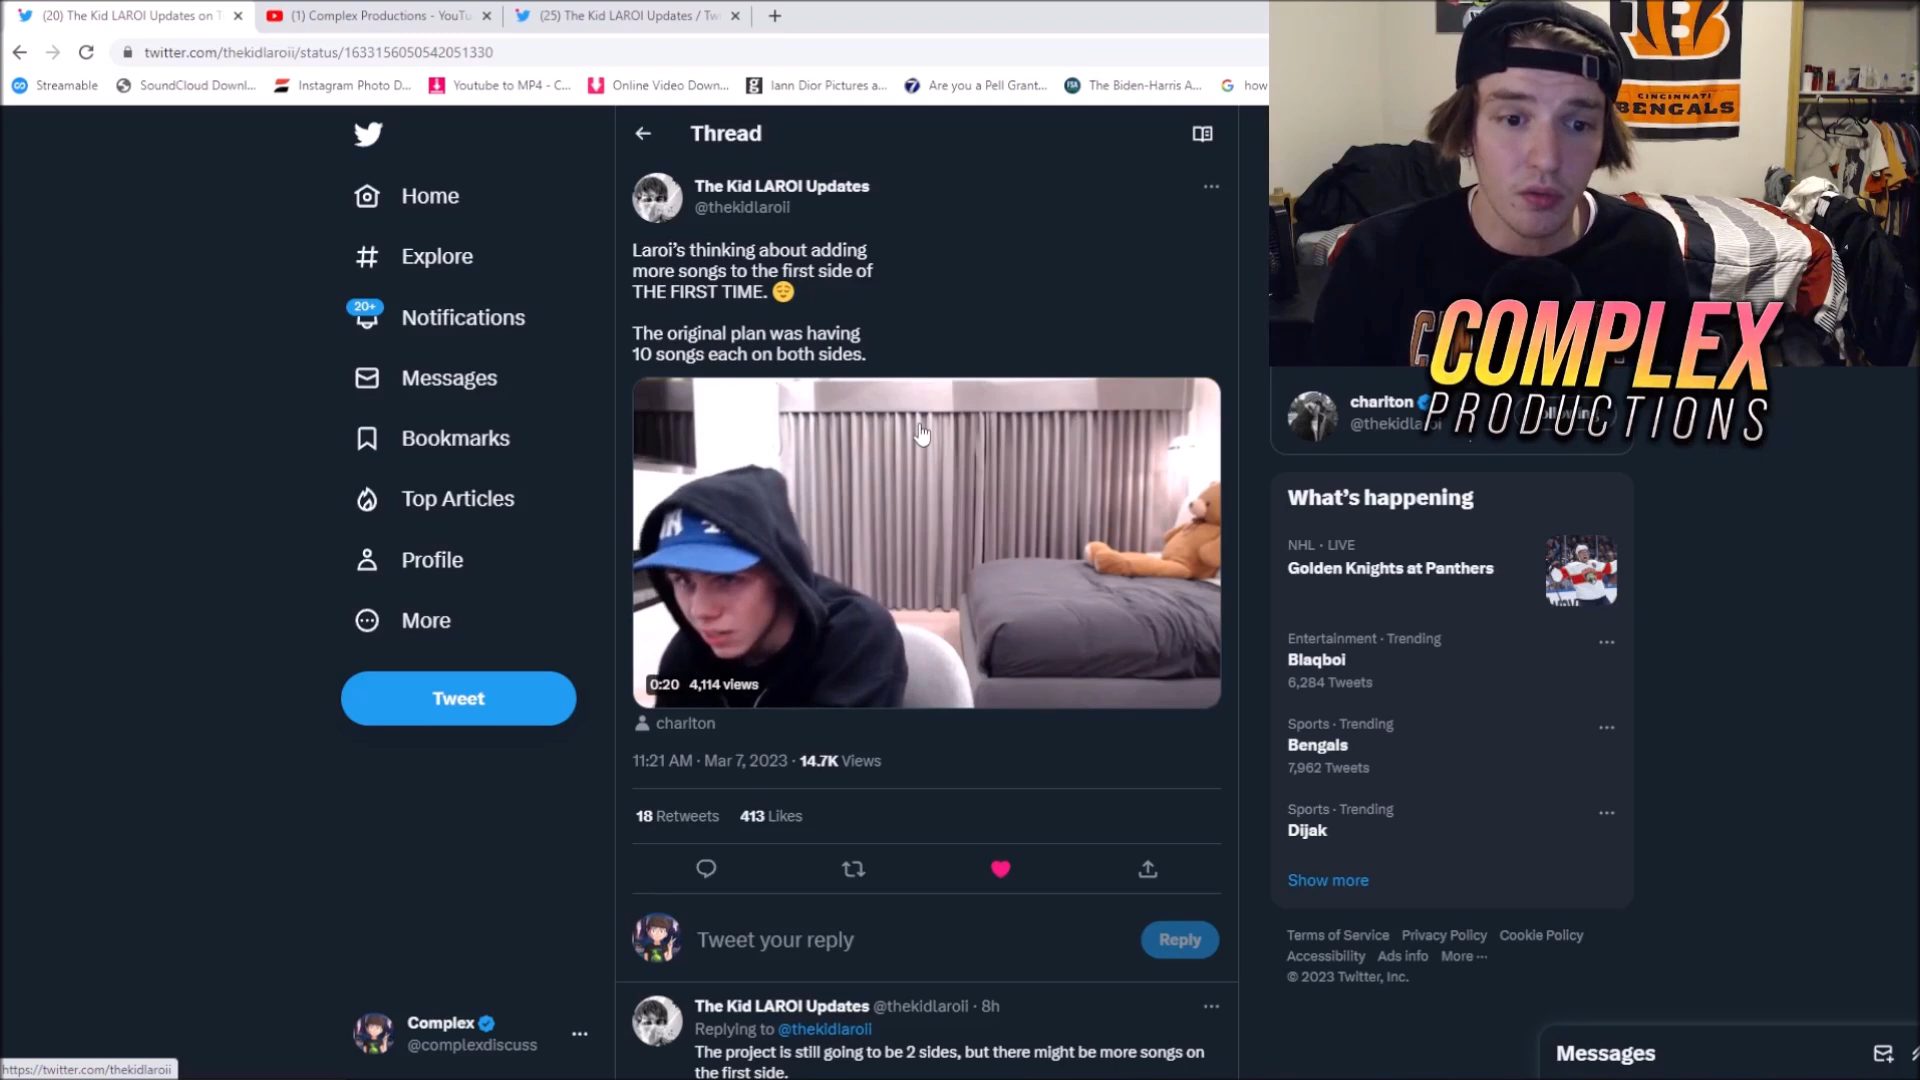 (20) The Kid LAROI Updates on T
(1) Complex Productions - YouTu
(25) The Kid LAROI Updates / Tw
twitter.com/thekidlaroii/status/1633156050542051330
Streamable
SoundCloud Downl...
Instagram Photo D...
Youtube to MP4 - C...
Online Video Down...
Iann Dior Pictures a...
Are you a Pell Grant...
The Biden-Harris A...
how
CINCINNATI
BENGALS
Home
Explore
20+
Notifications
Messages
Bookmarks
Top Articles
Profile
More
Tweet
Complex
@complexdiscuss
https://twitter.com/thekidlaroii
Thread
The Kid LAROI Updates
@thekidlaroii
Laroi's thinking about adding
more songs to the first side of
THE FIRST TIME. 😌
The original plan was having
10 songs each on both sides.
0:20 4,114 views
charlton
11:21 AM · Mar 7, 2023 · 14.7K Views
18 Retweets 413 Likes
Tweet your reply
Reply
The Kid LAROI Updates @thekidlaroii · 8h
Replying to @thekidlaroii
The project is still going to be 2 sides, but there might be more songs on
the first side.
COMPLEX
PRODUCTIONS
charlton
What's happening
NHL · LIVE
Golden Knights at Panthers
Entertainment · Trending
Blaqboi
6,284 Tweets
Sports · Trending
Bengals
7,962 Tweets
Sports · Trending
Dijak
Show more
Terms of Service Privacy Policy Cookie Policy
Accessibility Ads info More ···
© 2023 Twitter, Inc.
Messages